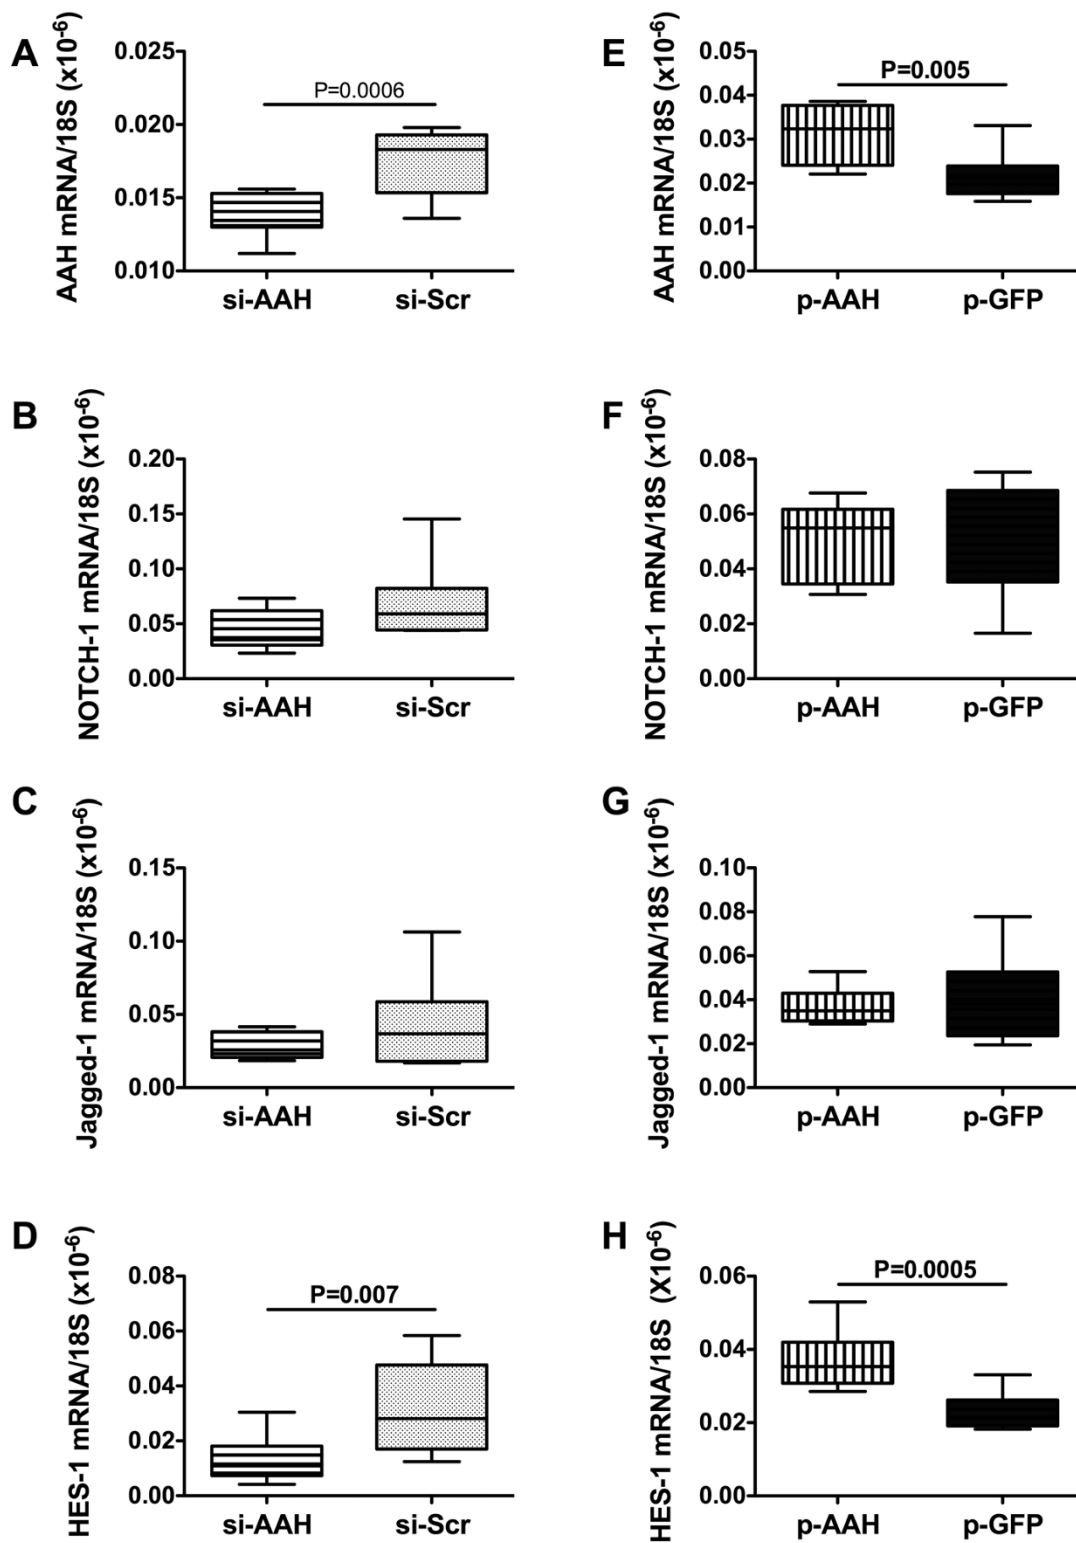 A
AAH mRNA/18S (x10⁻⁶)
0.025
0.020
0.015
0.010
P=0.0006
si-AAH si-Scr
E
AAH mRNA/18S (x10⁻⁶)
0.05
0.04
0.03
0.02
0.01
0.00
P=0.005
p-AAH p-GFP
B
NOTCH-1 mRNA/18S (x10⁻⁶)
0.20
0.15
0.10
0.05
0.00
si-AAH si-Scr
F
NOTCH-1 mRNA/18S (x10⁻⁶)
0.08
0.06
0.04
0.02
0.00
p-AAH p-GFP
C
Jagged-1 mRNA/18S (x10⁻⁶)
0.15
0.10
0.05
0.00
si-AAH si-Scr
G
Jagged-1 mRNA/18S (x10⁻⁶)
0.10
0.08
0.06
0.04
0.02
0.00
p-AAH p-GFP
D
HES-1 mRNA/18S (x10⁻⁶)
0.08
0.06
0.04
0.02
0.00
P=0.007
si-AAH si-Scr
H
HES-1 mRNA/18S (X10⁻⁶)
0.06
0.04
0.02
0.00
P=0.0005
p-AAH p-GFP